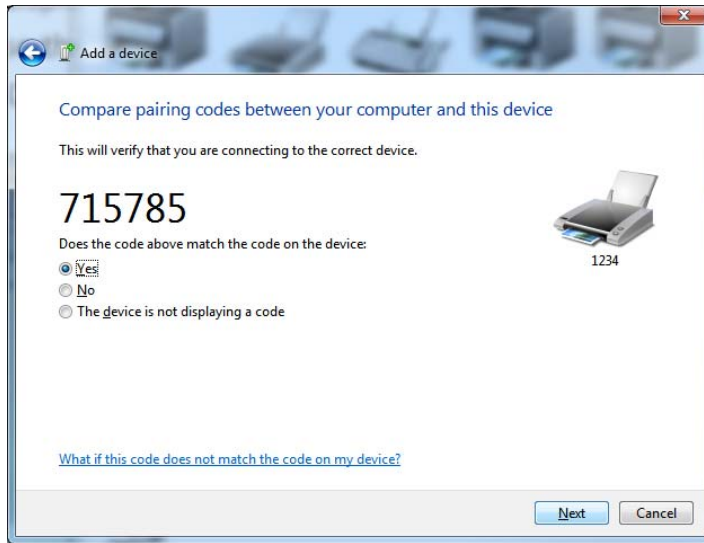 X
Add a device
Compare pairing codes between your computer and this device
This will verify that you are connecting to the correct device.
715785
Does the code above match the code on the device:
Yes
No
The device is not displaying a code
1234
What if this code does not match the code on my device?
Next Cancel